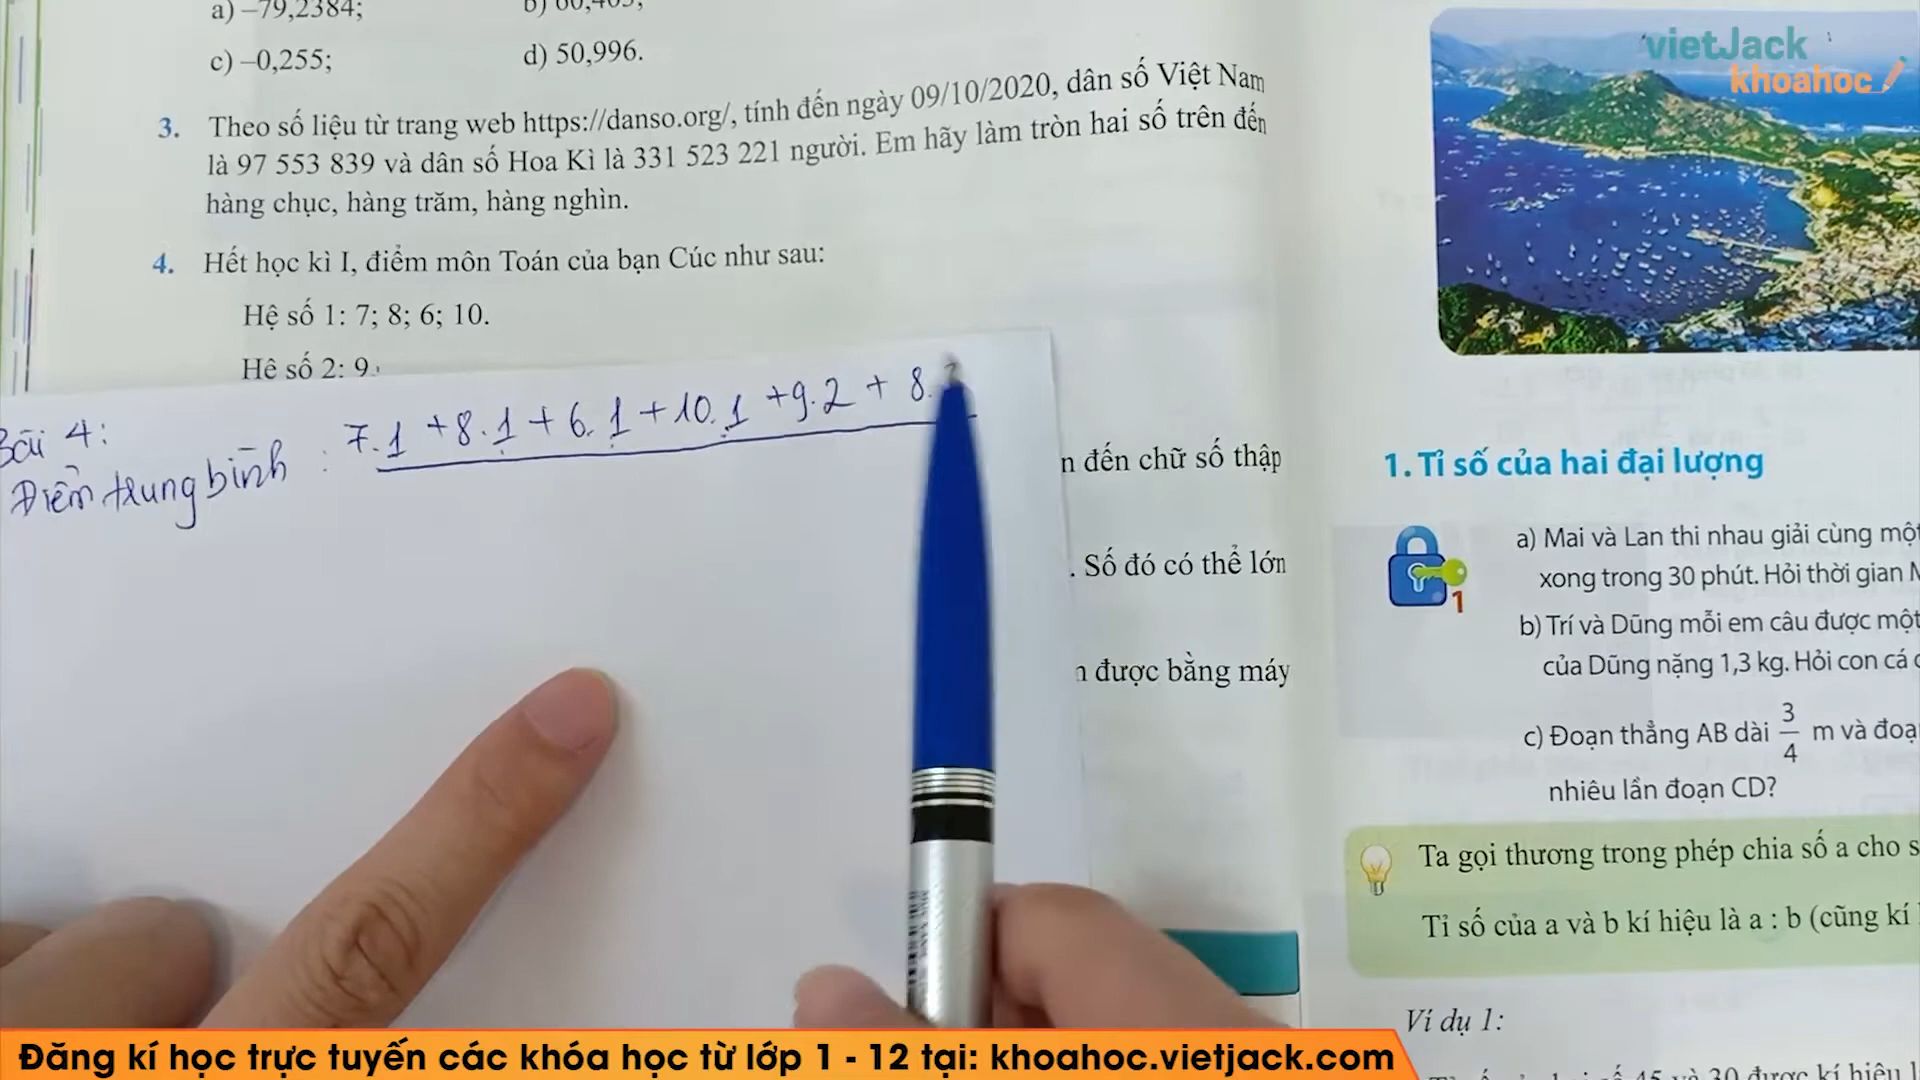 a) –79,2384;
c) –0,255;
d) 50,996.
3. Theo số liệu từ trang web https://danso.org/, tính đến ngày 09/10/2020, dân số Việt Nam
là 97 553 839 và dân số Hoa Kì là 331 523 221 người. Em hãy làm tròn hai số trên đến
hàng chục, hàng trăm, hàng nghìn.
4. Hết học kì I, điểm môn Toán của bạn Cúc như sau:
Hệ số 1: 7; 8; 6; 10.
Hệ số 2: 9
Bài 4:
Điểm trung bình : 7.1 + 8.1 + 6.1 + 10.1 + 9.2 + 8.
n đến chữ số thập
. Số đó có thể lớn
được bằng máy
vietJack
khoahoc
1. Tỉ số của hai đại lượng
1
a) Mai và Lan thi nhau giải cùng một
xong trong 30 phút. Hỏi thời gian M
b) Trí và Dũng mỗi em câu được một
của Dũng nặng 1,3 kg. Hỏi con cá
c) Đoạn thẳng AB dài 3/4 m và đoạ
nhiêu lần đoạn CD?
Ta gọi thương trong phép chia số a cho s
Tỉ số của a và b kí hiệu là a : b (cũng kí
Ví dụ 1:
số 45 và 30 được kí hiệu l
Đăng kí học trực tuyến các khóa học từ lớp 1 - 12 tại: khoahoc.vietjack.com